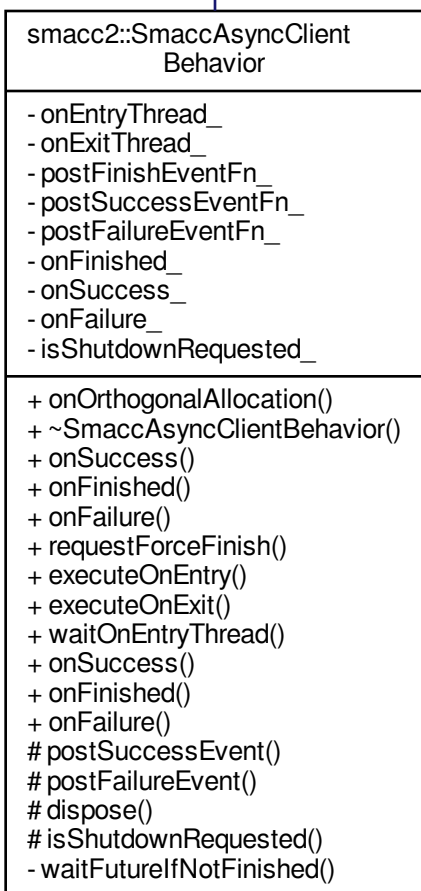 smacc2::SmaccAsyncClient
Behavior
- onEntryThread_
- onExitThread_
- postFinishEventFn_
- postSuccessEventFn_
- postFailureEventFn_
- onFinished_
- onSuccess_
- onFailure_
- isShutdownRequested_
+ onOrthogonalAllocation()
+ ~SmaccAsyncClientBehavior()
+ onSuccess()
+ onFinished()
+ onFailure()
+ requestForceFinish()
+ executeOnEntry()
+ executeOnExit()
+ waitOnEntryThread()
+ onSuccess()
+ onFinished()
+ onFailure()
# postSuccessEvent()
# postFailureEvent()
# dispose()
# isShutdownRequested()
- waitFutureIfNotFinished()